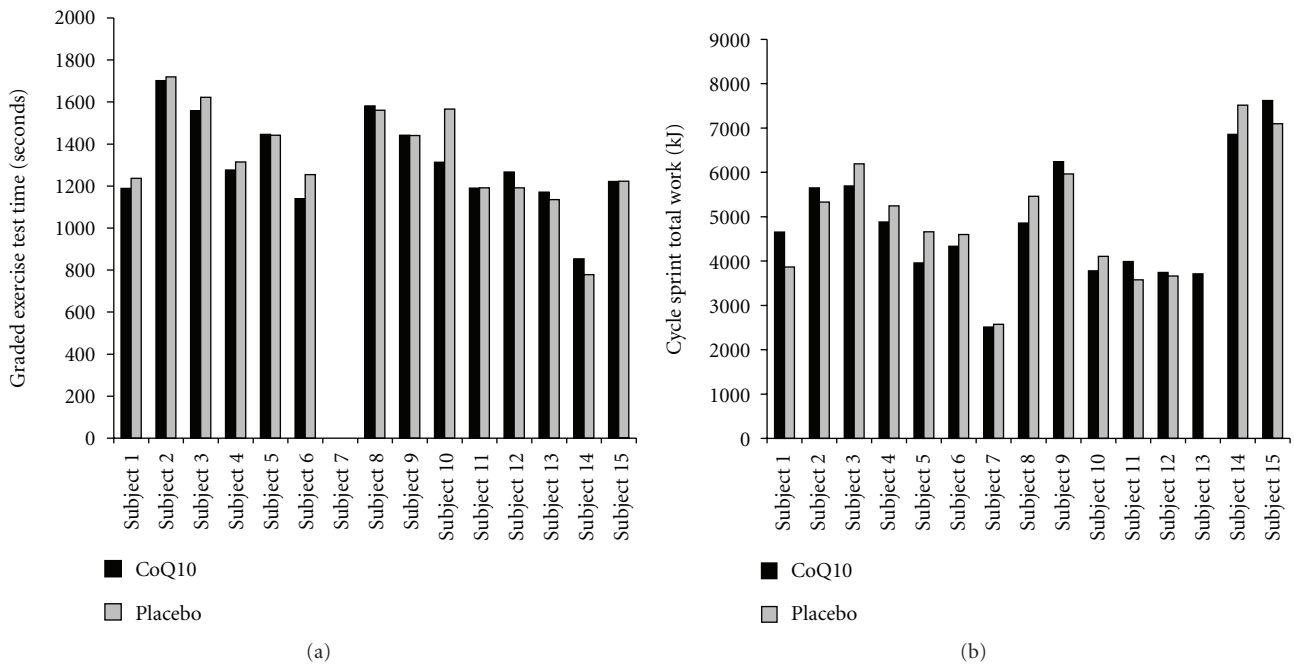 2000
1800
1600
1400
1200
1000
800
600
400
200
0
Graded exercise test time (seconds)
Subject 1
Subject 2
Subject 3
Subject 4
Subject 5
Subject 6
Subject 7
Subject 8
Subject 9
Subject 10
Subject 11
Subject 12
Subject 13
Subject 14
Subject 15
CoQ10
Placebo
(a)
9000
8000
7000
6000
5000
4000
3000
2000
1000
0
Cycle sprint total work (kJ)
Subject 1
Subject 2
Subject 3
Subject 4
Subject 5
Subject 6
Subject 7
Subject 8
Subject 9
Subject 10
Subject 11
Subject 12
Subject 13
Subject 14
Subject 15
CoQ10
Placebo
(b)